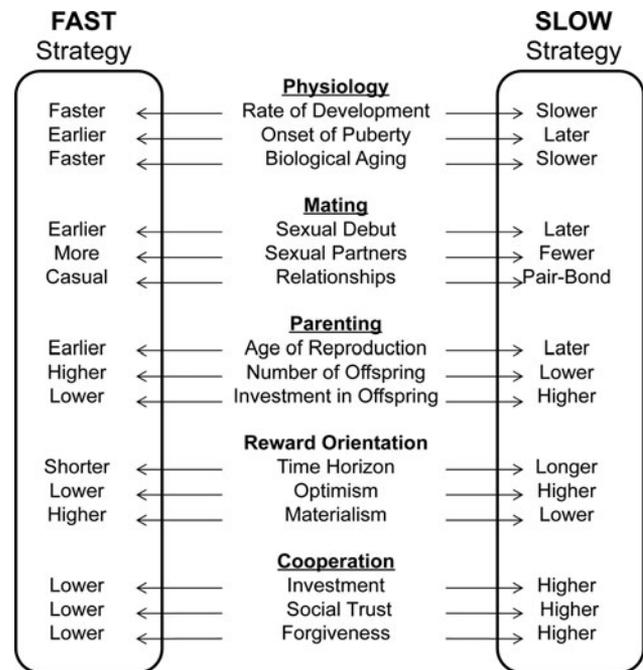 FAST SLOW
Strategy Strategy
Physiology
Faster Rate of Development Slower
Earlier Onset of Puberty Later
Faster Biological Aging Slower
Mating
Earlier Sexual Debut Later
More Sexual Partners Fewer
Casual Relationships Pair-Bond
Parenting
Earlier Age of Reproduction Later
Higher Number of Offspring Lower
Lower Investment in Offspring Higher
Reward Orientation
Shorter Time Horizon Longer
Lower Optimism Higher
Higher Materialism Lower
Cooperation
Lower Investment Higher
Lower Social Trust Higher
Lower Forgiveness Higher